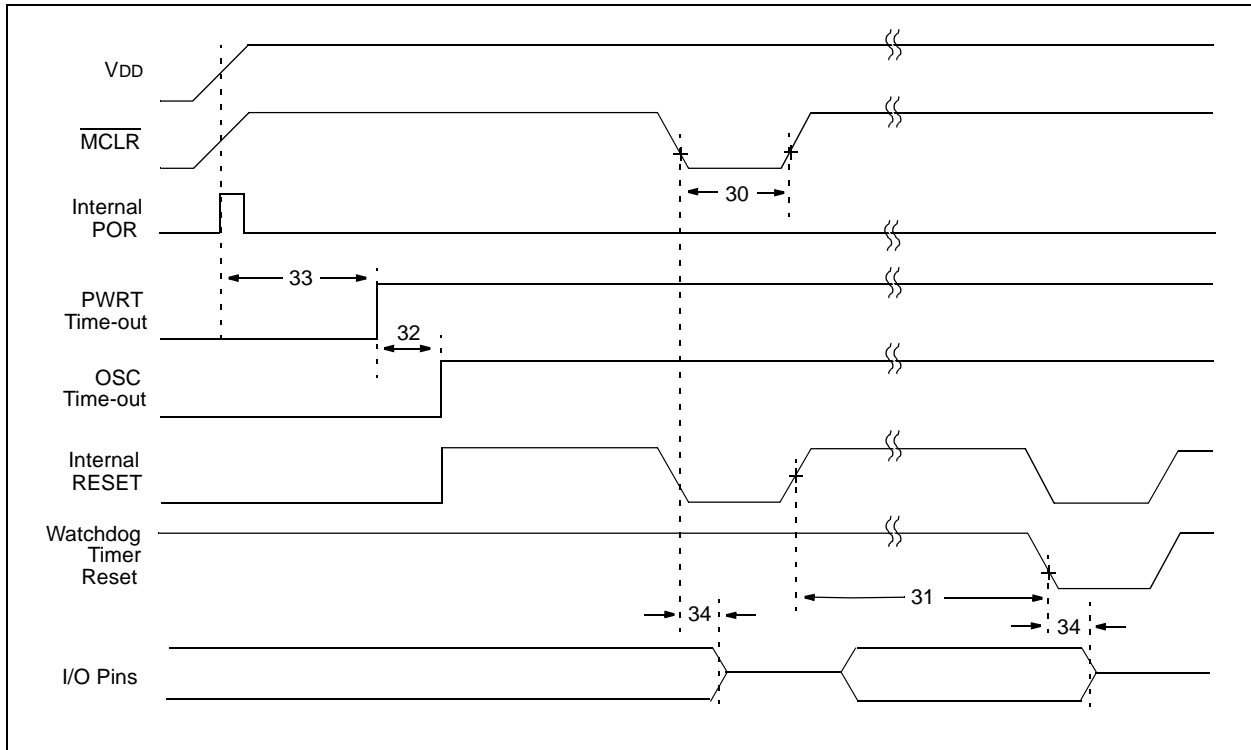 VDD
MCLR
30
Internal
POR
33
PWRT
Time-out
32
OSC
Time-out
Internal
RESET
Watchdog
Timer
Reset
31
34
34
I/O Pins